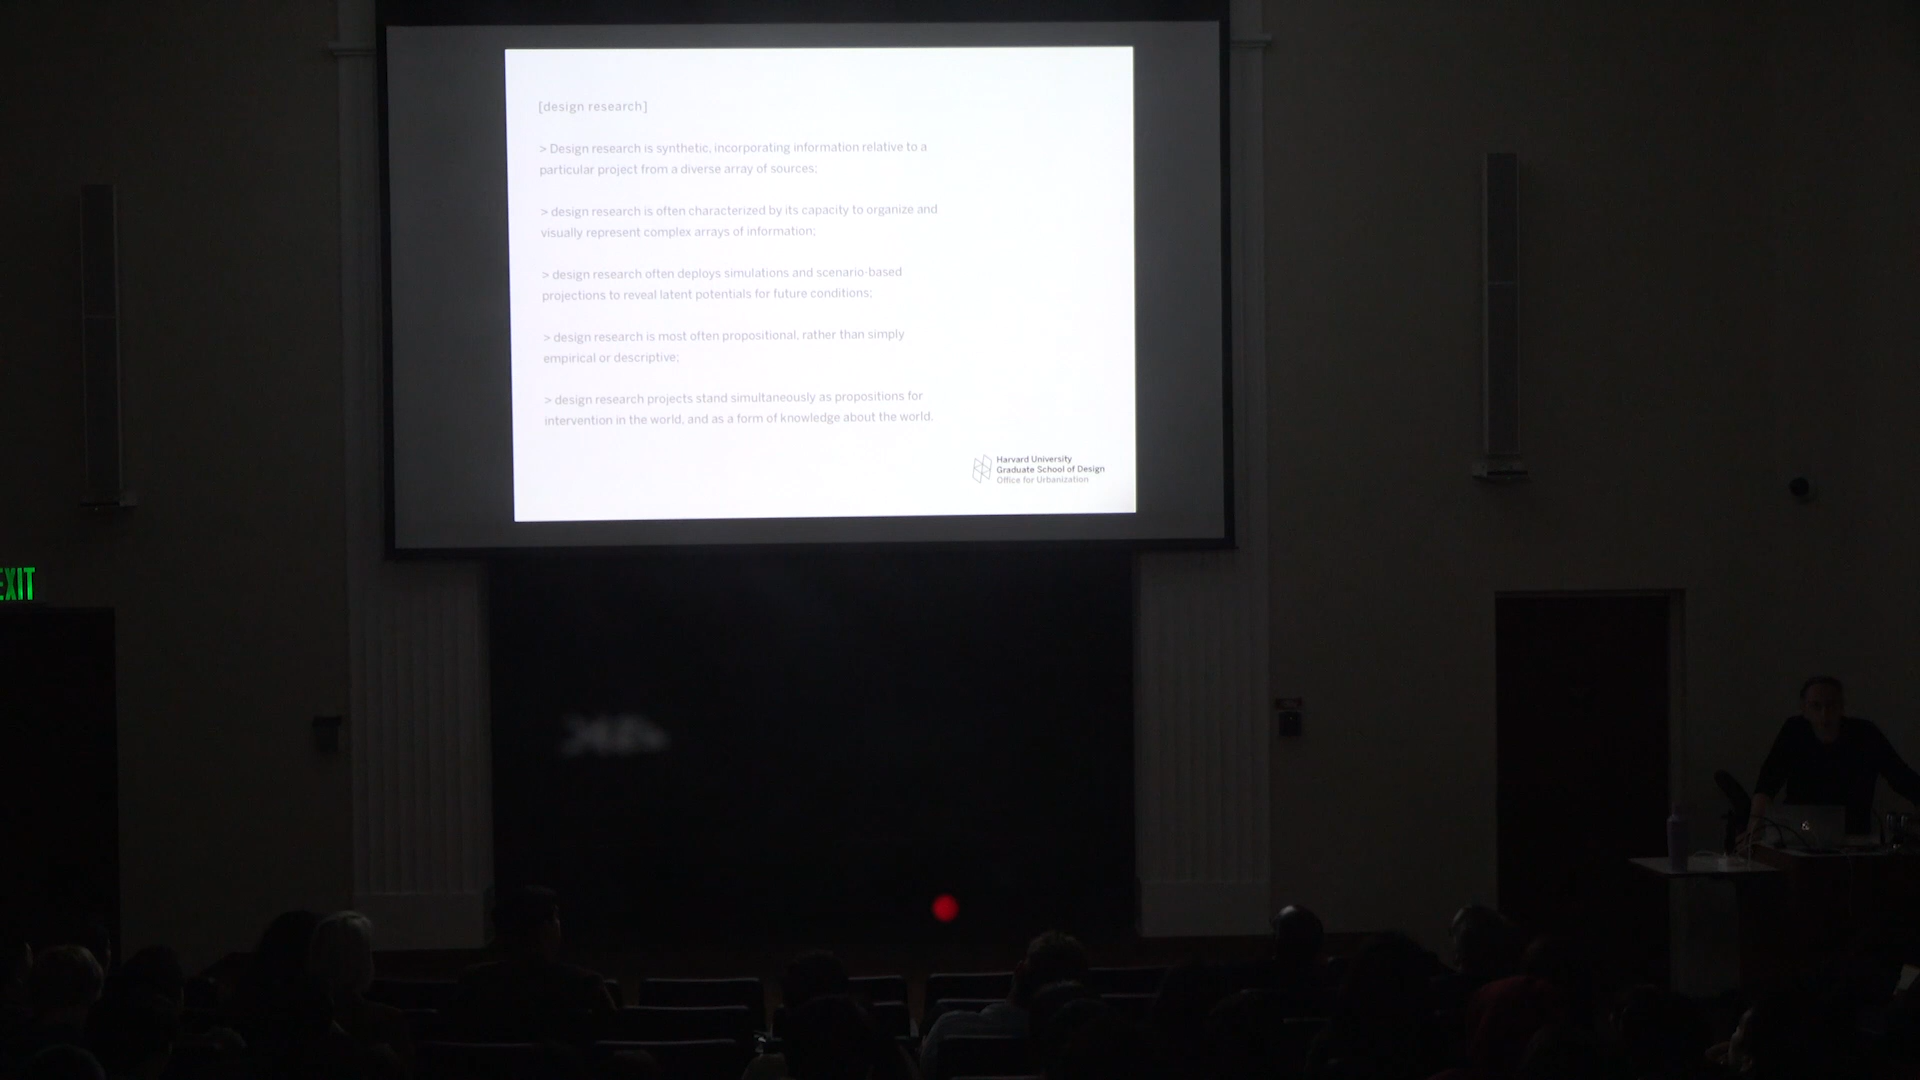 [design research]
> Design research is synthetic, incorporating information relative to a
particular project from a diverse array of sources;
> design research is often characterized by its capacity to organize and
visually represent complex arrays of information;
> design research often deploys simulations and scenario-based
projections to reveal latent potentials for future conditions;
> design research is most often propositional, rather than simply
empirical or descriptive;
> design research projects stand simultaneously as propositions for
intervention in the world, and as a form of knowledge about the world.
Harvard University
Graduate School of Design
Office for Urbanization
EXIT